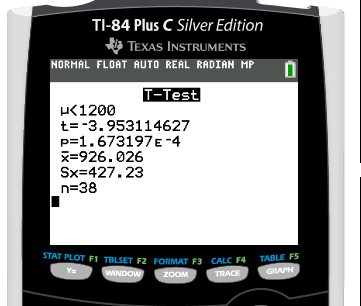 TI-84 Plus C Silver Edition
TEXAS INSTRUMENTS
NORMAL FLOAT AUTO REAL RADIAN MP
T-Test
μ<1200
t=-3.953114627
p=1.673197E-4
x̄=926.026
Sx=427.23
n=38
STAT PLOT F1 TBLSET F2 FORMAT F3 CALC F4 TABLE F5
Y= WINDOW ZOOM TRACE GRAPH